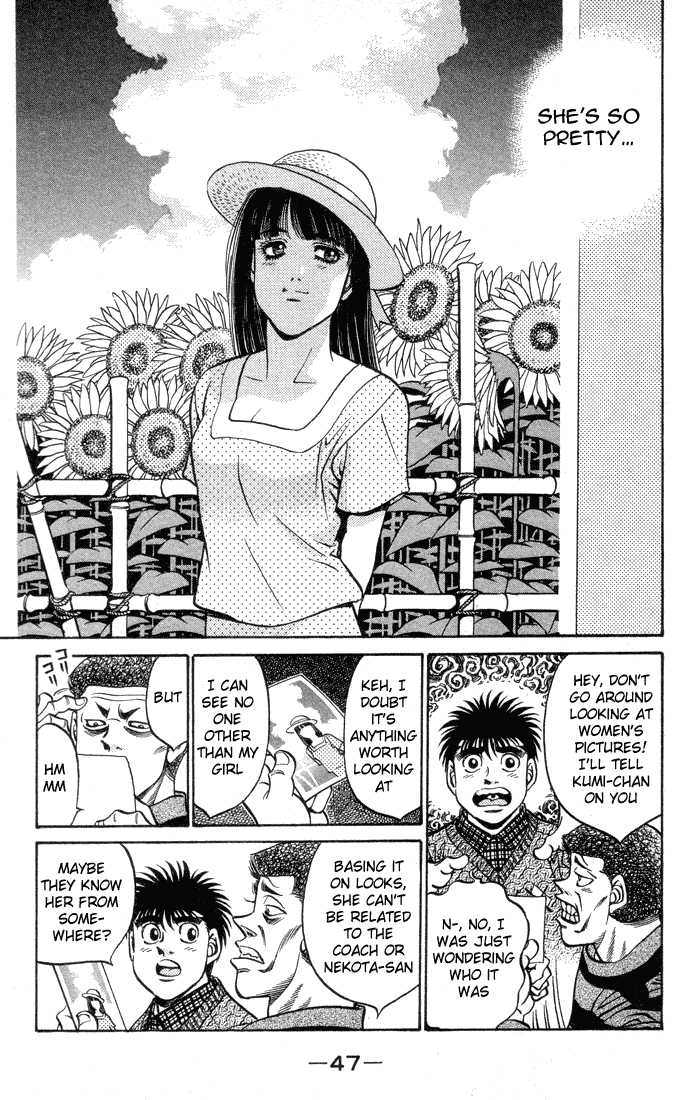 SHE'S SO
PRETTY...
HEY, DON'T
GO AROUND
LOOKING AT
WOMEN'S
PICTURES!
I'LL TELL
KUMI-CHAN
ON YOU
N-, NO, I
WAS JUST
WONDERING
WHO IT
WAS
KEH, I
DOUBT
IT'S
ANYTHING
WORTH
LOOKING
AT
I CAN
SEE NO
ONE
OTHER
THAN MY
GIRL
BUT
ココ
HM
MM
BASING IT
ON LOOKS,
SHE CAN'T
BE RELATED
TO THE
COACH OR
NEKOTA-SAN
MAYBE
THEY KNOW
HER FROM
SOME-
WHERE?
—47—